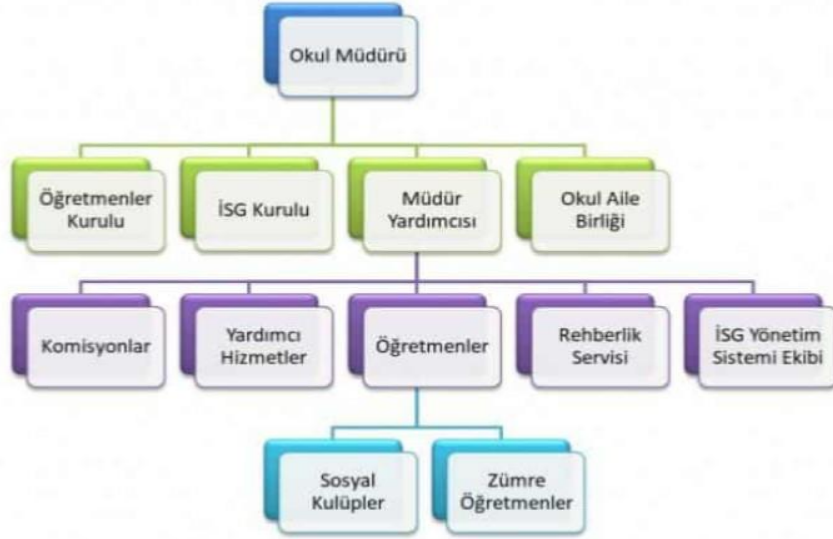 Okul Müdürü
Öğretmenler
Kurulu
İSG Kurulu
Müdür
Yardımcısı
Okul Aile
Birliği
Komisyonlar
Yardımcı
Hizmetler
Öğretmenler
Rehberlik
Servisi
İSG Yönetim
Sistemi Ekibi
Sosyal
Kulüpler
Zümre
Öğretmenler